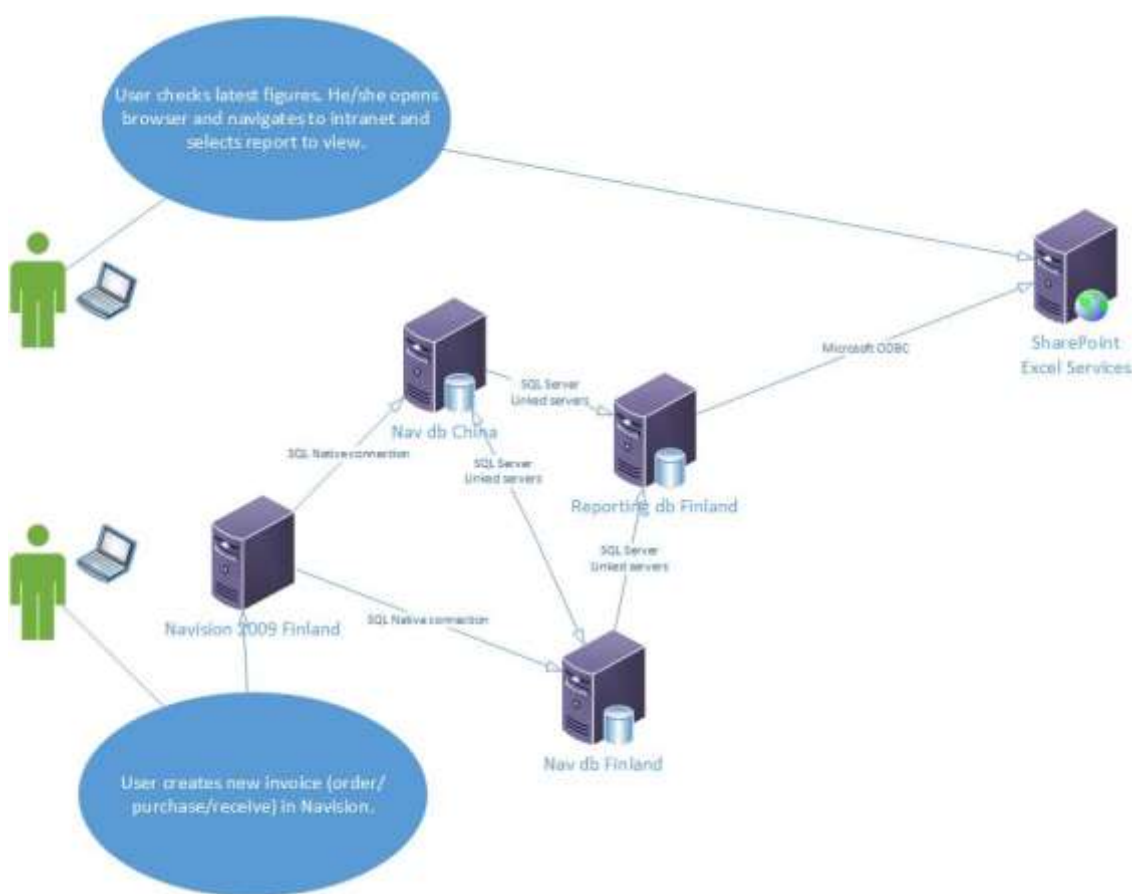 User checks latest figures. He/she opens
browser and navigates to intranet and
selects report to view.
SharePoint
Excel Services
Microsoft ODBC
SQL Server
Linked servers
Nav db China
SQL Native connection
SQL Server
Linked servers
Reporting db Finland
SQL Server
Linked servers
Navision 2009 Finland
SQL Native connection
Nav db Finland
User creates new invoice (order/
purchase/receive) in Navision.